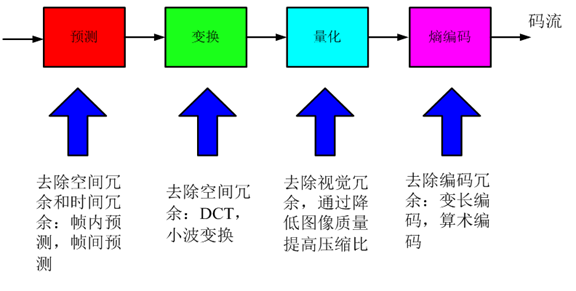 预测
变换
量化
熵编码
码流
去除空间冗
余和时间冗
余：帧内预
测，帧间预
测
去除空间冗
余：DCT，
小波变换
去除视觉冗
余，通过降
低图像质量
提高压缩比
去除编码冗
余：变长编
码，算术编
码